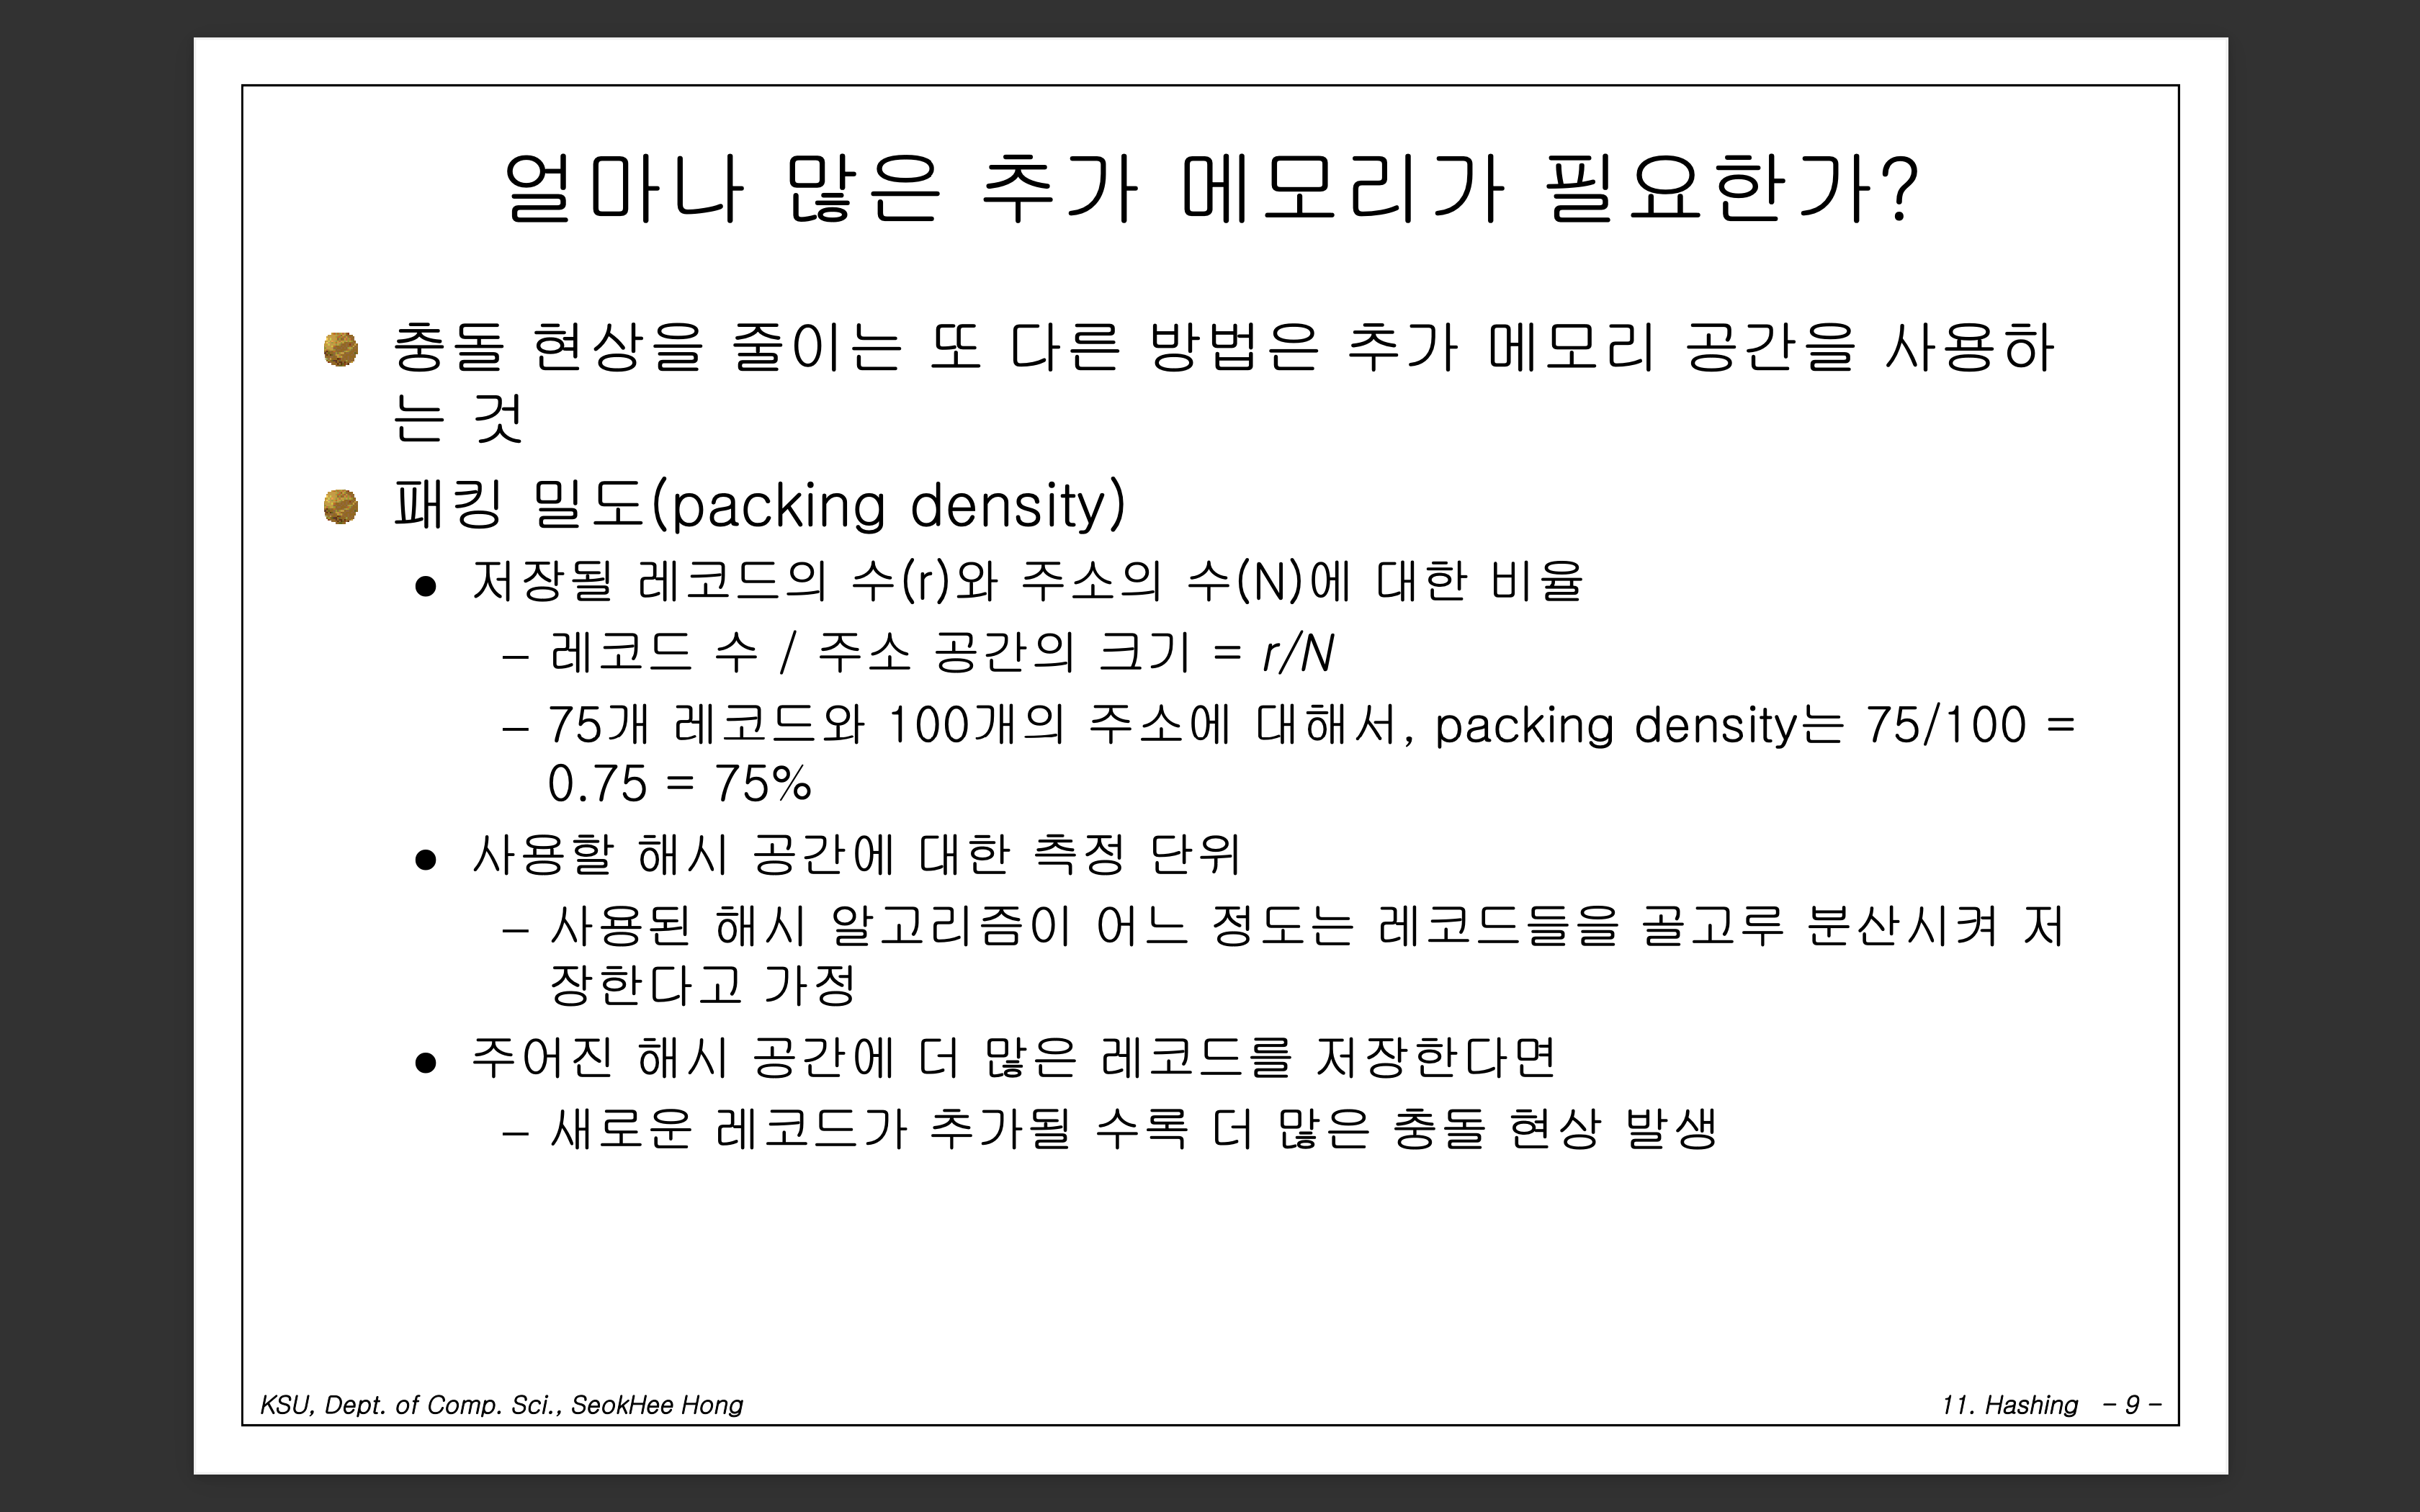 얼마나 많은 추가 메모리가 필요한가?
충돌 현상을 줄이는 또 다른 방법은 추가 메모리 공간을 사용하
는 것
패킹 밀도(packing density)
● 저장될 레코드의 수(r)와 주소의 수(N)에 대한 비율
– 레코드 수 / 주소 공간의 크기 = r/N
– 75개 레코드와 100개의 주소에 대해서, packing density는 75/100 =
0.75 = 75%
● 사용할 해시 공간에 대한 측정 단위
– 사용된 해시 알고리즘이 어느 정도는 레코드들을 골고루 분산시켜 저
장한다고 가정
● 주어진 해시 공간에 더 많은 레코드를 저장한다면
– 새로운 레코드가 추가될 수록 더 많은 충돌 현상 발생
KSU, Dept. of Comp. Sci., SeokHee Hong
11. Hashing – 9 –